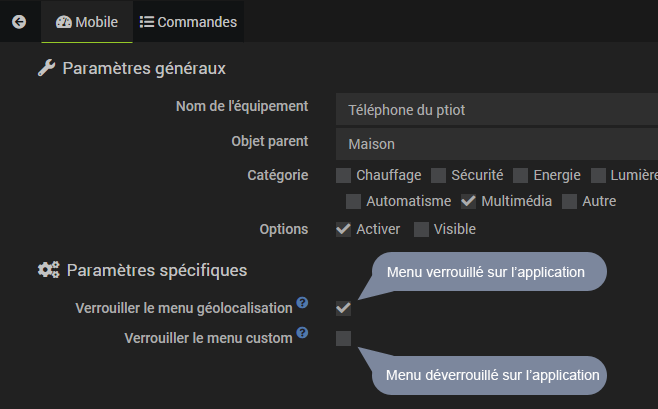 Mobile Commandes
Paramètres généraux
Nom de l'équipement Téléphone du ptiot
Objet parent Maison
Catégorie Chauffage Sécurité Energie Lumière
Automatisme Multimédia Autre
Options Activer Visible
Paramètres spécifiques
Menu verrouillé sur l'application
Verrouiller le menu géolocalisation ?
Verrouiller le menu custom ?
Menu déverrouillé sur l'application